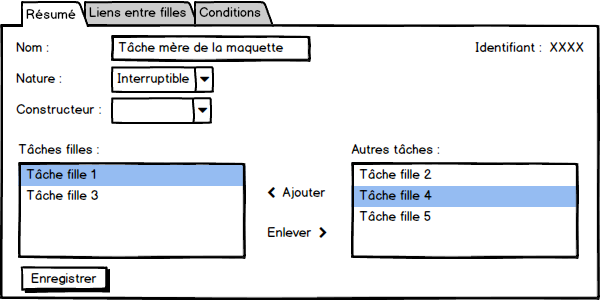 Résumé Liens entre filles Conditions
Nom : Tâche mère de la maquette Identifiant : XXXX
Nature : Interruptible
Constructeur :
Tâches filles : Autres tâches :
Tâche fille 1 Tâche fille 2
Tâche fille 3 Tâche fille 4
Tâche fille 5
Ajouter
Enlever
Enregistrer